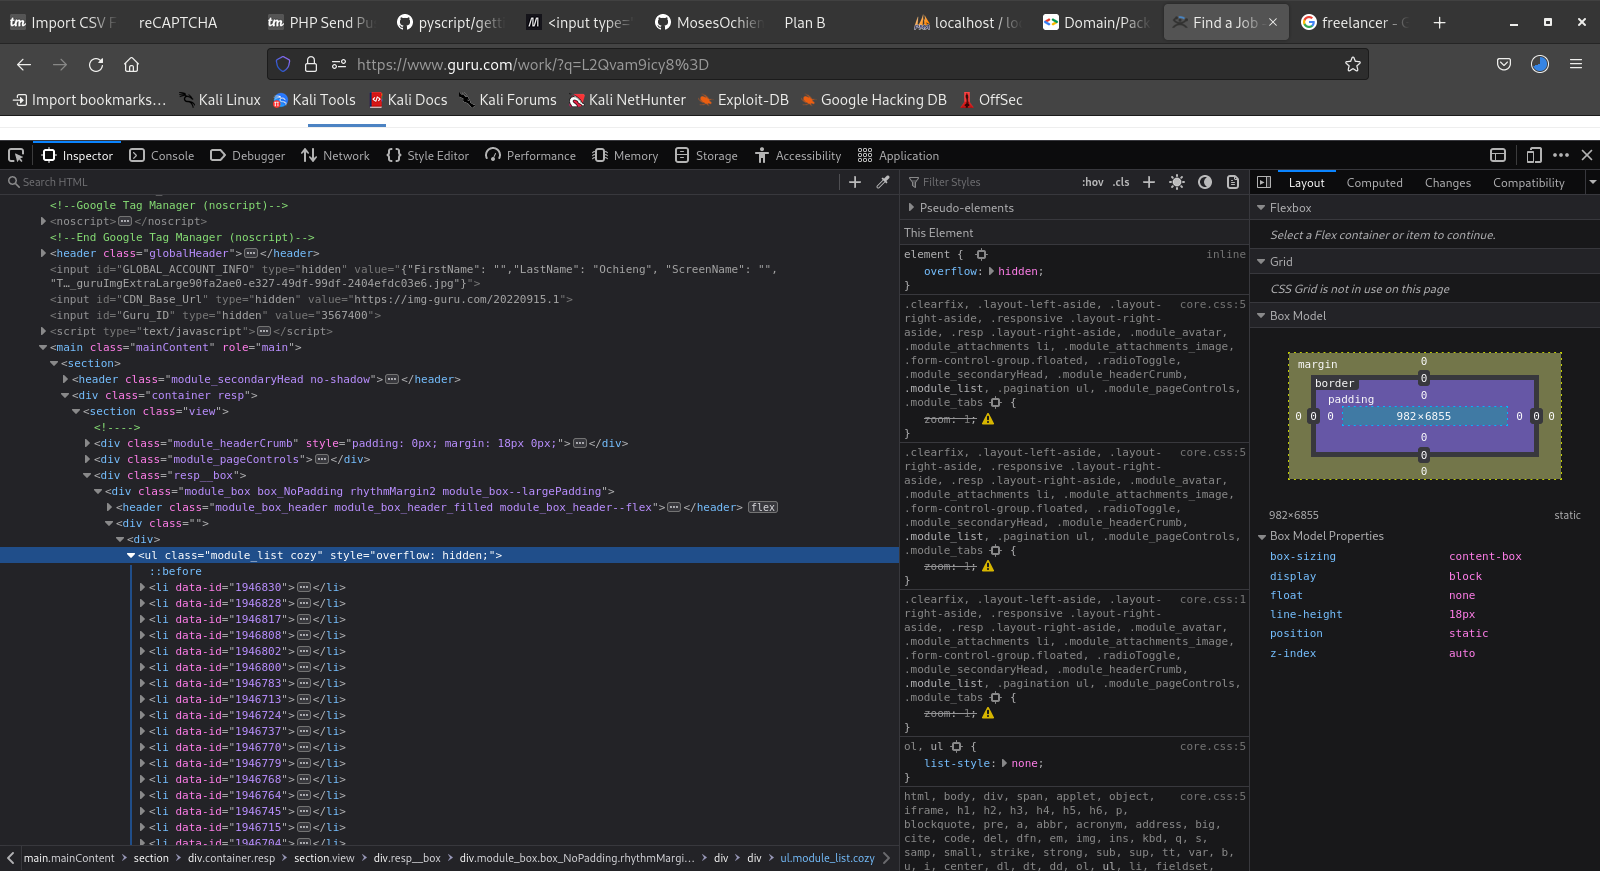 Import CSV F
reCAPTCHA
PHP Send Pu
pyscript/gett
<input type='
MosesOchien
Plan B
localhost / lo
Domain/Pack
Find a Job
freelancer - G
https://www.guru.com/work/?q=L2Qvam9icy8%3D
Import bookmarks...
Kali Linux
Kali Tools
Kali Docs
Kali Forums
Kali NetHunter
Exploit-DB
Google Hacking DB
OffSec
Inspector
Console
Debugger
Network
Style Editor
Performance
Memory
Storage
Accessibility
Application
Search HTML
<!--Google Tag Manager (noscript)-->
<noscript></noscript>
<!--End Google Tag Manager (noscript)-->
<header class="globalHeader"></header>
<input id="GLOBAL_ACCOUNT_INFO" type="hidden" value="{"FirstName": "","LastName": "Ochieng", "ScreenName": "",
"T…_guruImgExtraLarge90fa2ae0-e327-49df-99df-2404efdc03e6.jpg"}">
<input id="CDN_Base_Url" type="hidden" value="https://img-guru.com/20220915.1">
<input id="Guru_ID" type="hidden" value="3567400">
<script type="text/javascript"></script>
<main class="mainContent" role="main">
<section>
<header class="module_secondaryHead no-shadow"></header>
<div class="container resp">
<section class="view">
<!---->
<div class="module_headerCrumb" style="padding: 0px; margin: 18px 0px;"></div>
<div class="module_pageControls"></div>
<div class="resp__box">
<div class="module_box box_NoPadding rhythmMargin2 module_box--largePadding">
<header class="module_box_header module_box_header_filled module_box_header--flex"></header> flex
<div class="">
<div>
<ul class="module_list cozy" style="overflow: hidden;">
::before
<li data-id="1946830"></li>
<li data-id="1946828"></li>
<li data-id="1946817"></li>
<li data-id="1946808"></li>
<li data-id="1946802"></li>
<li data-id="1946800"></li>
<li data-id="1946783"></li>
<li data-id="1946713"></li>
<li data-id="1946724"></li>
<li data-id="1946737"></li>
<li data-id="1946770"></li>
<li data-id="1946779"></li>
<li data-id="1946768"></li>
<li data-id="1946764"></li>
<li data-id="1946745"></li>
<li data-id="1946715"></li>
<li data-id="1946704"></li>
main.mainContent > section > div.container.resp > section.view > div.resp__box > div.module_box.box_NoPadding.rhythmMargi... > div > div > ul.module_list.cozy
Filter Styles
:hov .cls
Pseudo-elements
This Element
element {
inline
overflow: hidden;
}
.clearfix, .layout-left-aside, .layout-
core.css:5
right-aside, .responsive .layout-right-
aside, .resp .layout-right-aside, .module_avatar,
.module_attachments li, .module_attachments_image,
.form-control-group.floated, .radioToggle,
.module_secondaryHead, .module_headerCrumb,
.module_list, .pagination ul, .module_pageControls,
.module_tabs {
zoom: 1;
}
.clearfix, .layout-left-aside, .layout-
core.css:5
right-aside, .responsive .layout-right-
aside, .resp .layout-right-aside, .module_avatar,
.module_attachments li, .module_attachments_image,
.form-control-group.floated, .radioToggle,
.module_secondaryHead, .module_headerCrumb,
.module_list, .pagination ul, .module_pageControls,
.module_tabs {
zoom: 1;
}
.clearfix, .layout-left-aside, .layout-
core.css:1
right-aside, .responsive .layout-right-
aside, .resp .layout-right-aside, .module_avatar,
.module_attachments li, .module_attachments_image,
.form-control-group.floated, .radioToggle,
.module_secondaryHead, .module_headerCrumb,
.module_list, .pagination ul, .module_pageControls,
.module_tabs {
zoom: 1;
}
ol, ul {
core.css:5
list-style: none;
}
html, body, div, span, applet, object,
core.css:5
iframe, h1, h2, h3, h4, h5, h6, p,
blockquote, pre, a, abbr, acronym, address, big,
cite, code, del, dfn, em, img, ins, kbd, q, s,
samp, small, strike, strong, sub, sup, tt, var, b,
u, i, center, dl, dt, dd, ol, ul, li, fieldset,
Layout
Computed
Changes
Compatibility
Flexbox
Select a Flex container or item to continue.
Grid
CSS Grid is not in use on this page
Box Model
margin
0
border
0
padding
0
0 0 0 982×6855 0 0 0
0
0
0
982×6855
static
Box Model Properties
box-sizing content-box
display block
float none
line-height 18px
position static
z-index auto